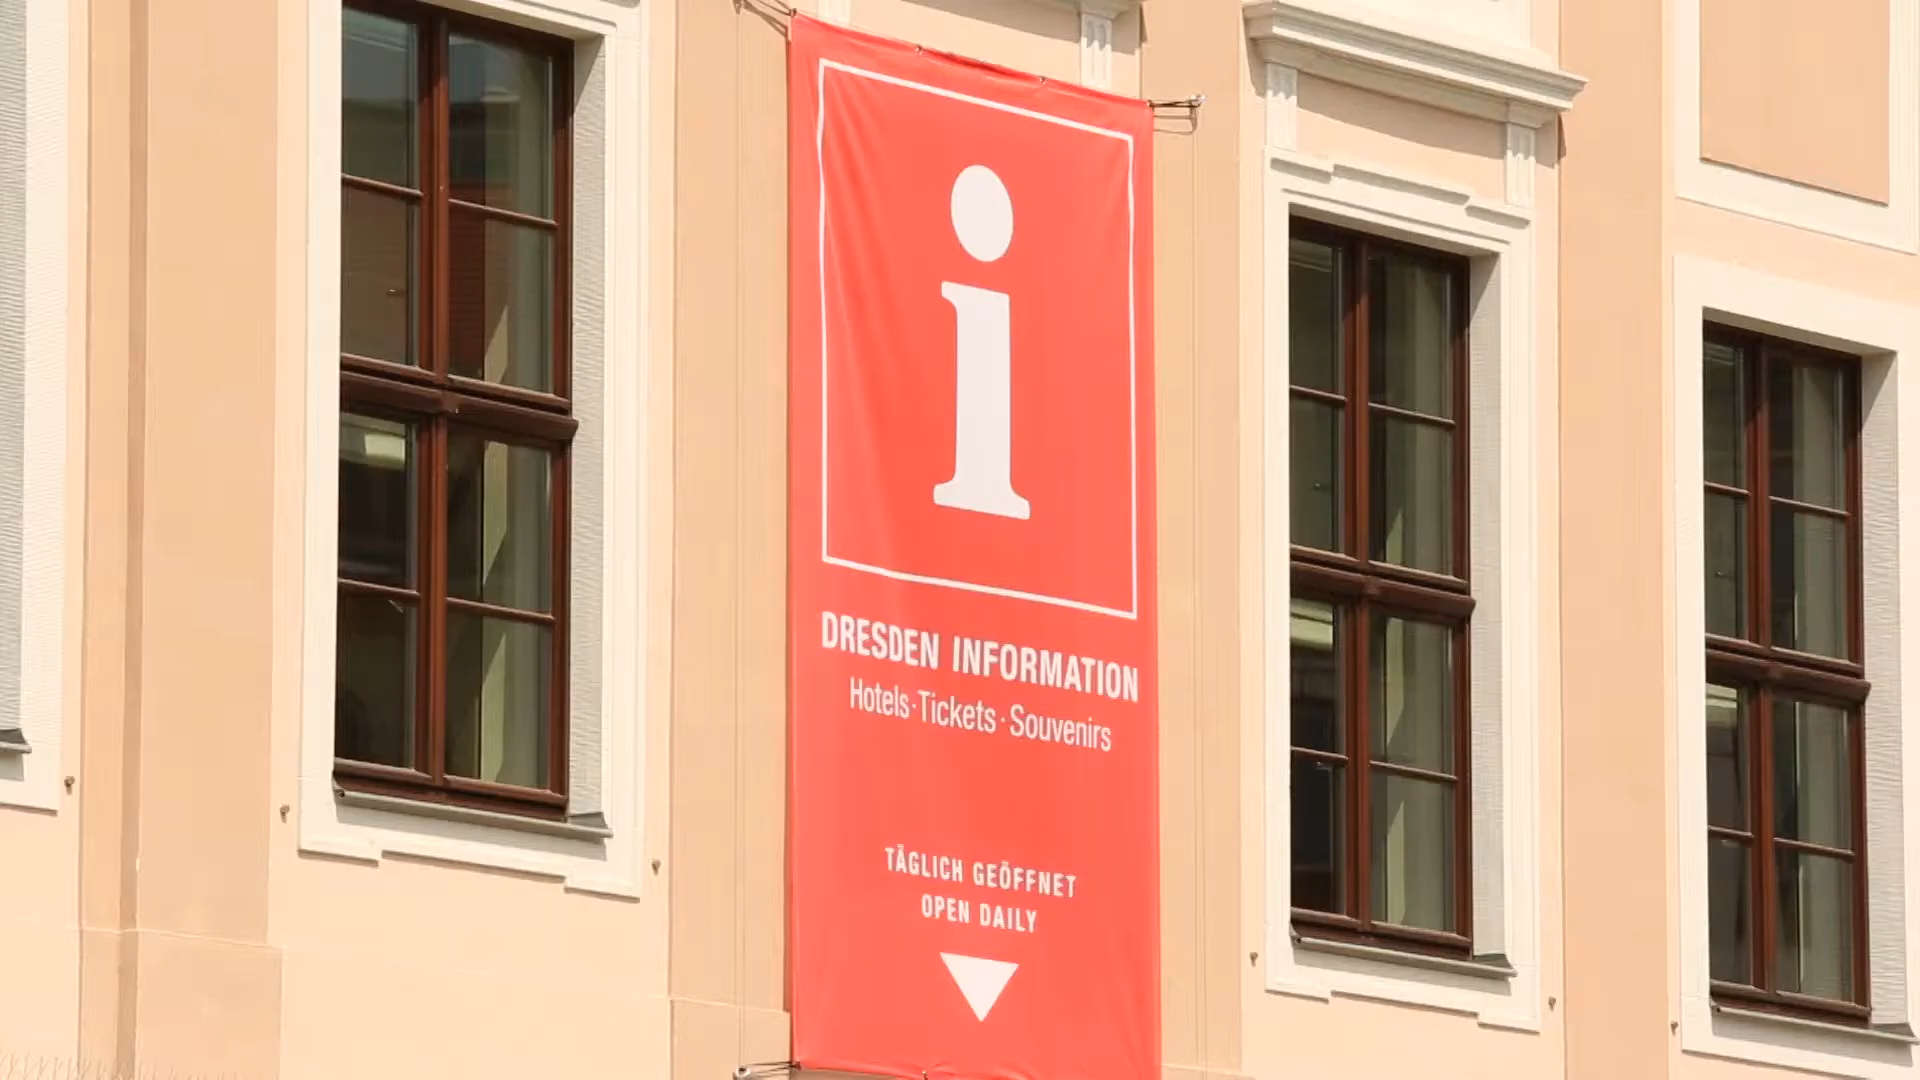 i
DRESDEN INFORMATION
Hotels·Tickets·Souvenirs
TÄGLICH GEÖFFNET
OPEN DAILY